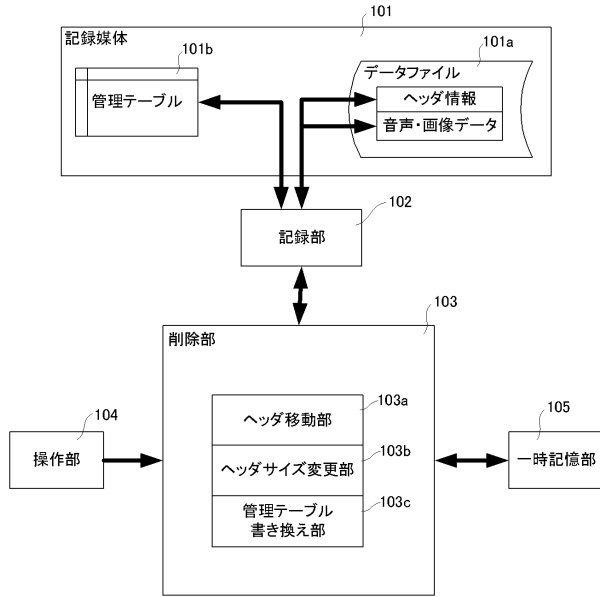 101
記録媒体
101b
管理テーブル
101a
データファイル
ヘッダ情報
音声・画像データ
102
記録部
103
削除部
103a
ヘッダ移動部
103b
ヘッダサイズ変更部
103c
管理テーブル
書き換え部
104
操作部
105
一時記憶部